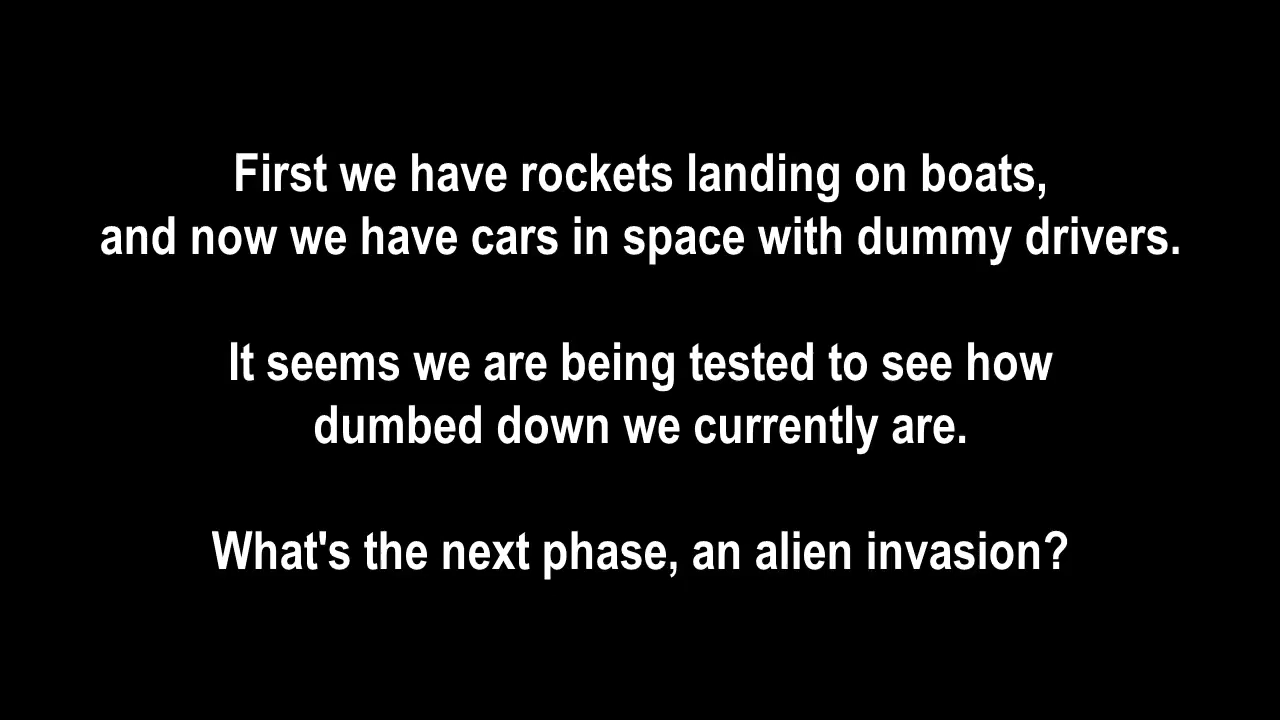 First we have rockets landing on boats,
and now we have cars in space with dummy drivers.
It seems we are being tested to see how
dumbed down we currently are.
What's the next phase, an alien invasion?